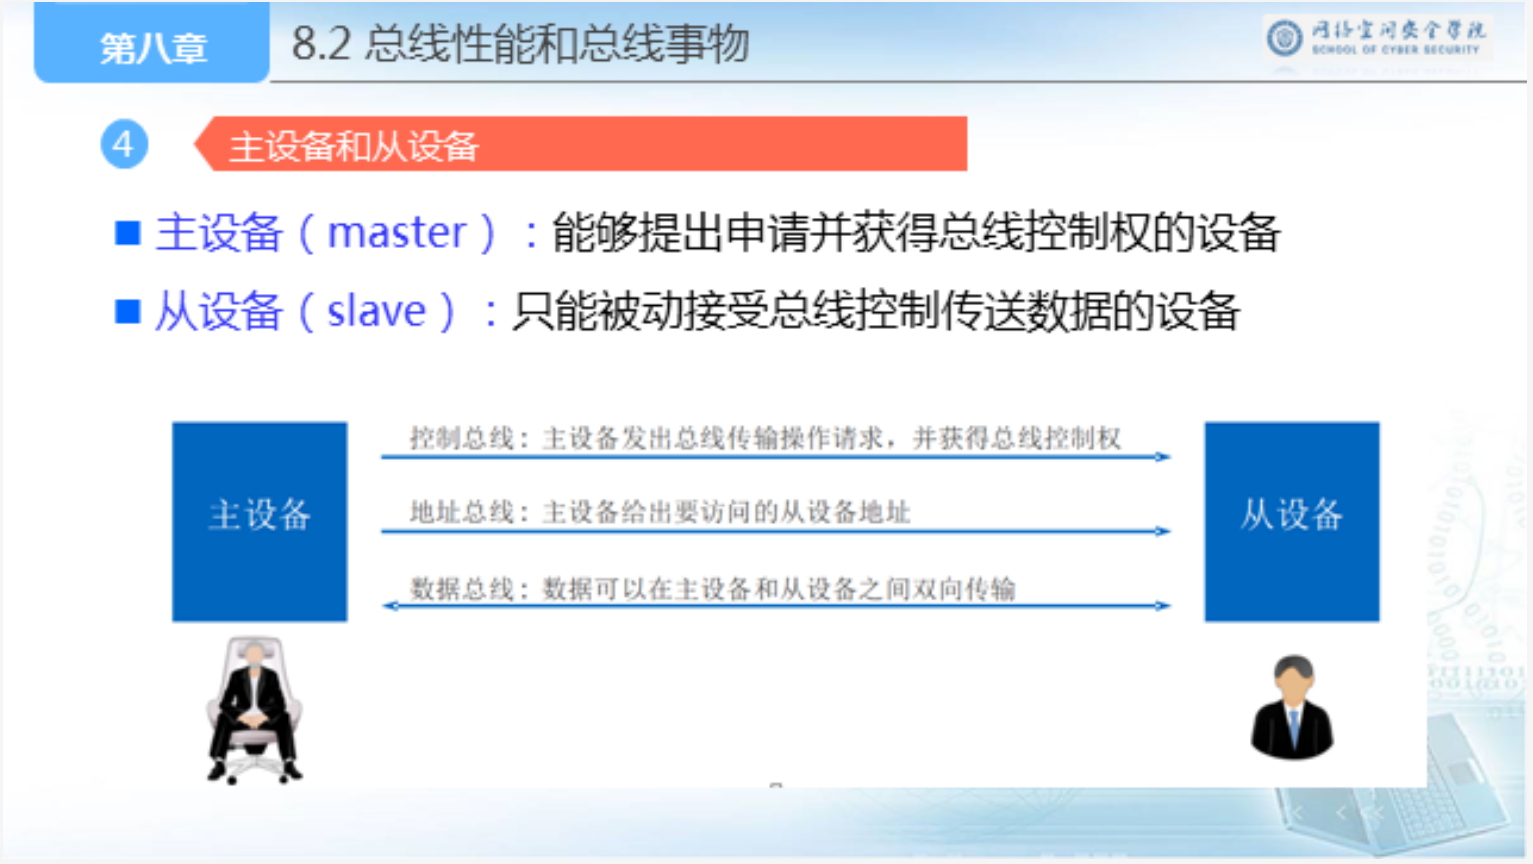 第八章
8.2 总线性能和总线事物
网络空间安全学院
SCHOOL OF CYBER SECURITY
4
主设备和从设备
主设备（master）：能够提出申请并获得总线控制权的设备
从设备（slave）：只能被动接受总线控制传送数据的设备
控制总线：主设备发出总线传输操作请求，并获得总线控制权
主设备
地址总线：主设备给出要访问的从设备地址
从设备
数据总线：数据可以在主设备和从设备之间双向传输